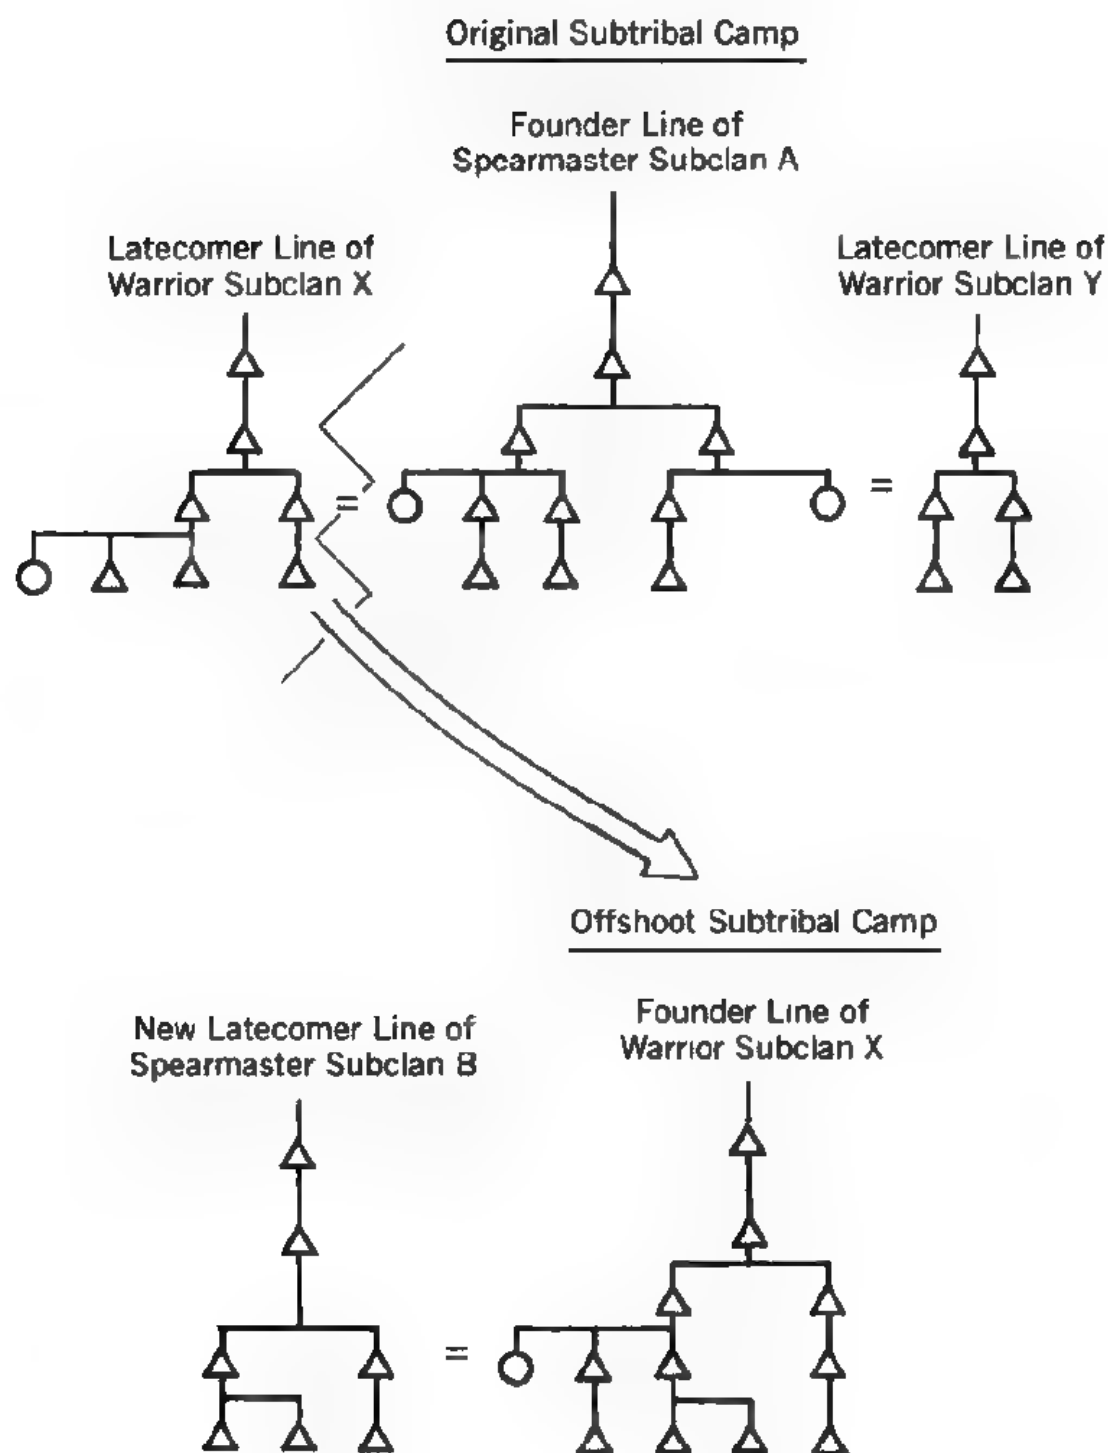 Original Subtribal Camp
Founder Line of
Spearmaster Subclan A
Latecomer Line of
Warrior Subclan X
Latecomer Line of
Warrior Subclan Y
=
=
Offshoot Subtribal Camp
New Latecomer Line of
Spearmaster Subclan B
Founder Line of
Warrior Subclan X
=